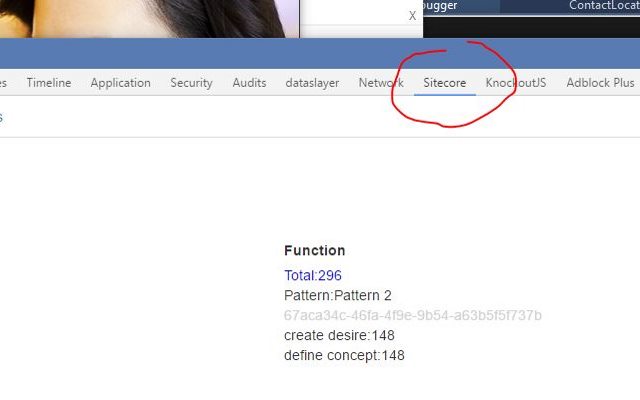 X
bugger ContactLocat
es Timeline Application Security Audits dataslayer Network Sitecore KnockoutJS Adblock Plus
s
Function
Total:296
Pattern:Pattern 2
67aca34c-46fa-4f9e-9b54-a63b5f5f737b
create desire:148
define concept:148